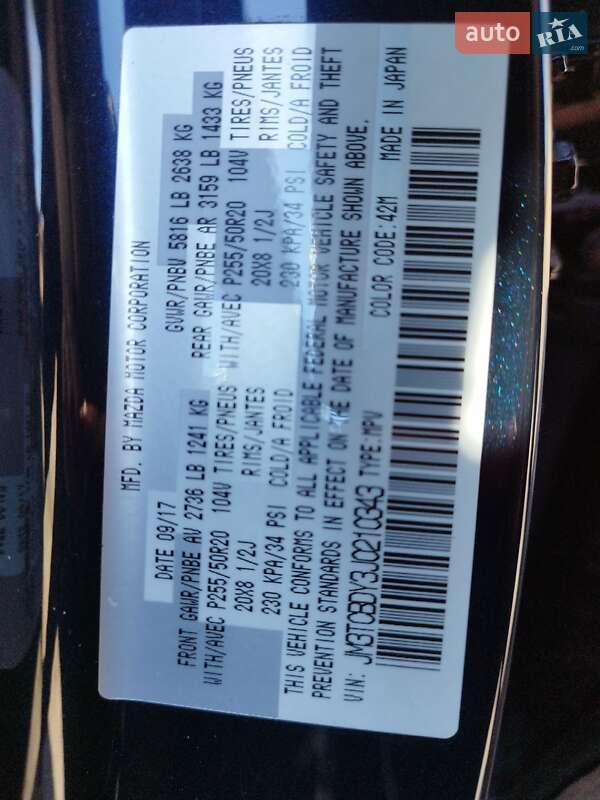 auto RIA.com
MFD. BY MAZDA MOTOR CORPORATION
DATE 09/17 GVWR/PNBV 5816 LB 2638 KG
FRONT GAWR/PNBE AV 2736 LB 1241 KG REAR GAWR/PNBE AR 3159 LB 1433 KG
WITH/AVEC P255/50R20 104V TIRES/PNEUS WITH/AVEC P255/50R20 104V TIRES/PNEUS
20X8 1/2J RIMS/JANTES 20X8 1/2J RIMS/JANTES
230 KPA/34 PSI COLD/A FROID 230 KPA/34 PSI COLD/A FROID
THIS VEHICLE CONFORMS TO ALL APPLICABLE FEDERAL MOTOR VEHICLE SAFETY AND THEFT
PREVENTION STANDARDS IN EFFECT ON THE DATE OF MANUFACTURE SHOWN ABOVE.
VIN: JM3TCBDY3J0210343 TYPE:MPV COLOR CODE:42M MADE IN JAPAN